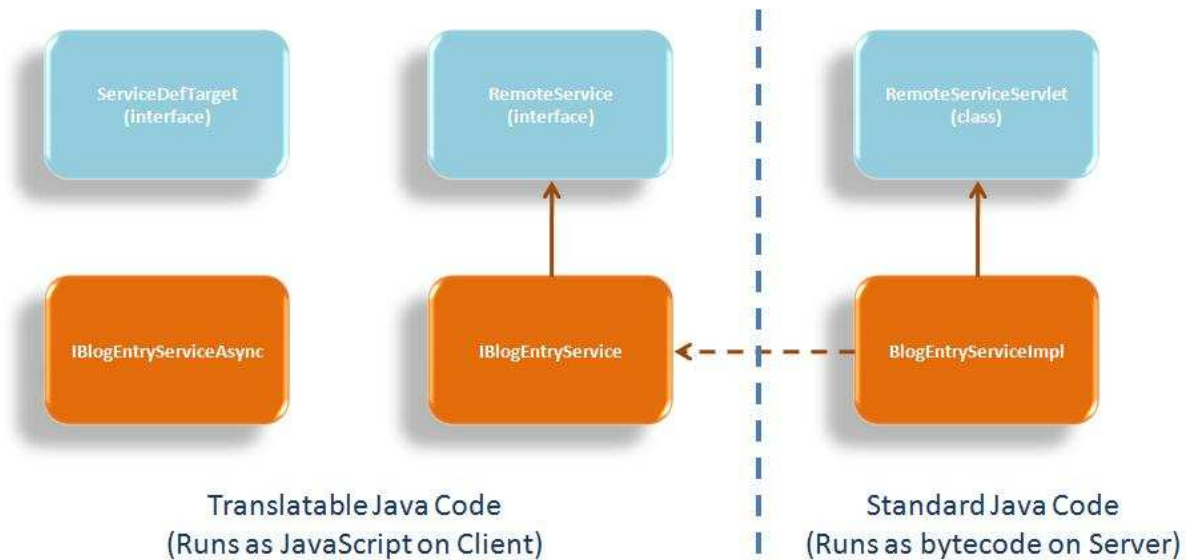 ServiceDefTarget
(interface)
RemoteService
(interface)
RemoteServiceServlet
(class)
IBlogEntryServiceAsync
IBlogEntryService
BlogEntryServiceImpl
Translatable Java Code
(Runs as JavaScript on Client)
Standard Java Code
(Runs as bytecode on Server)